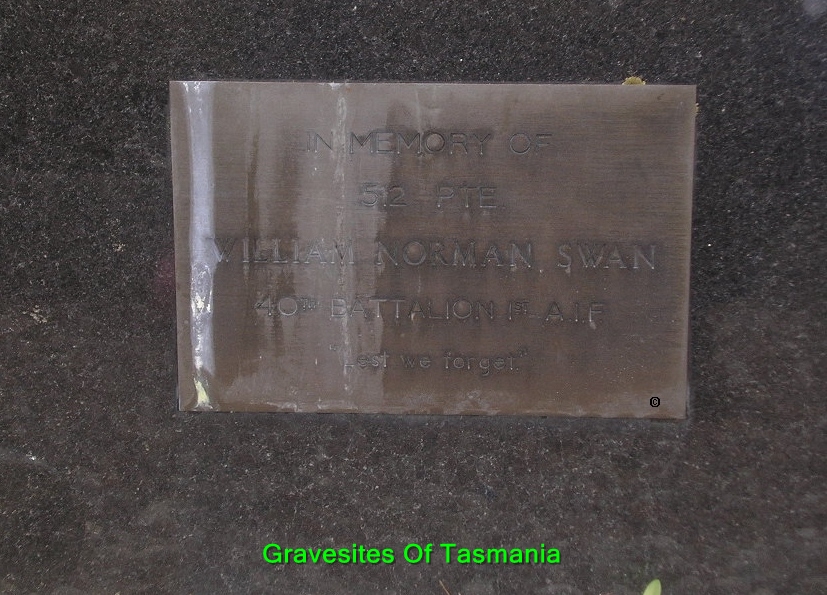 IN MEMORY OF
512 PTE
WILLIAM NORMAN SWAN
40TH BATTALION 1ST A.I.F
"Lest we forget"
©
Gravesites Of Tasmania